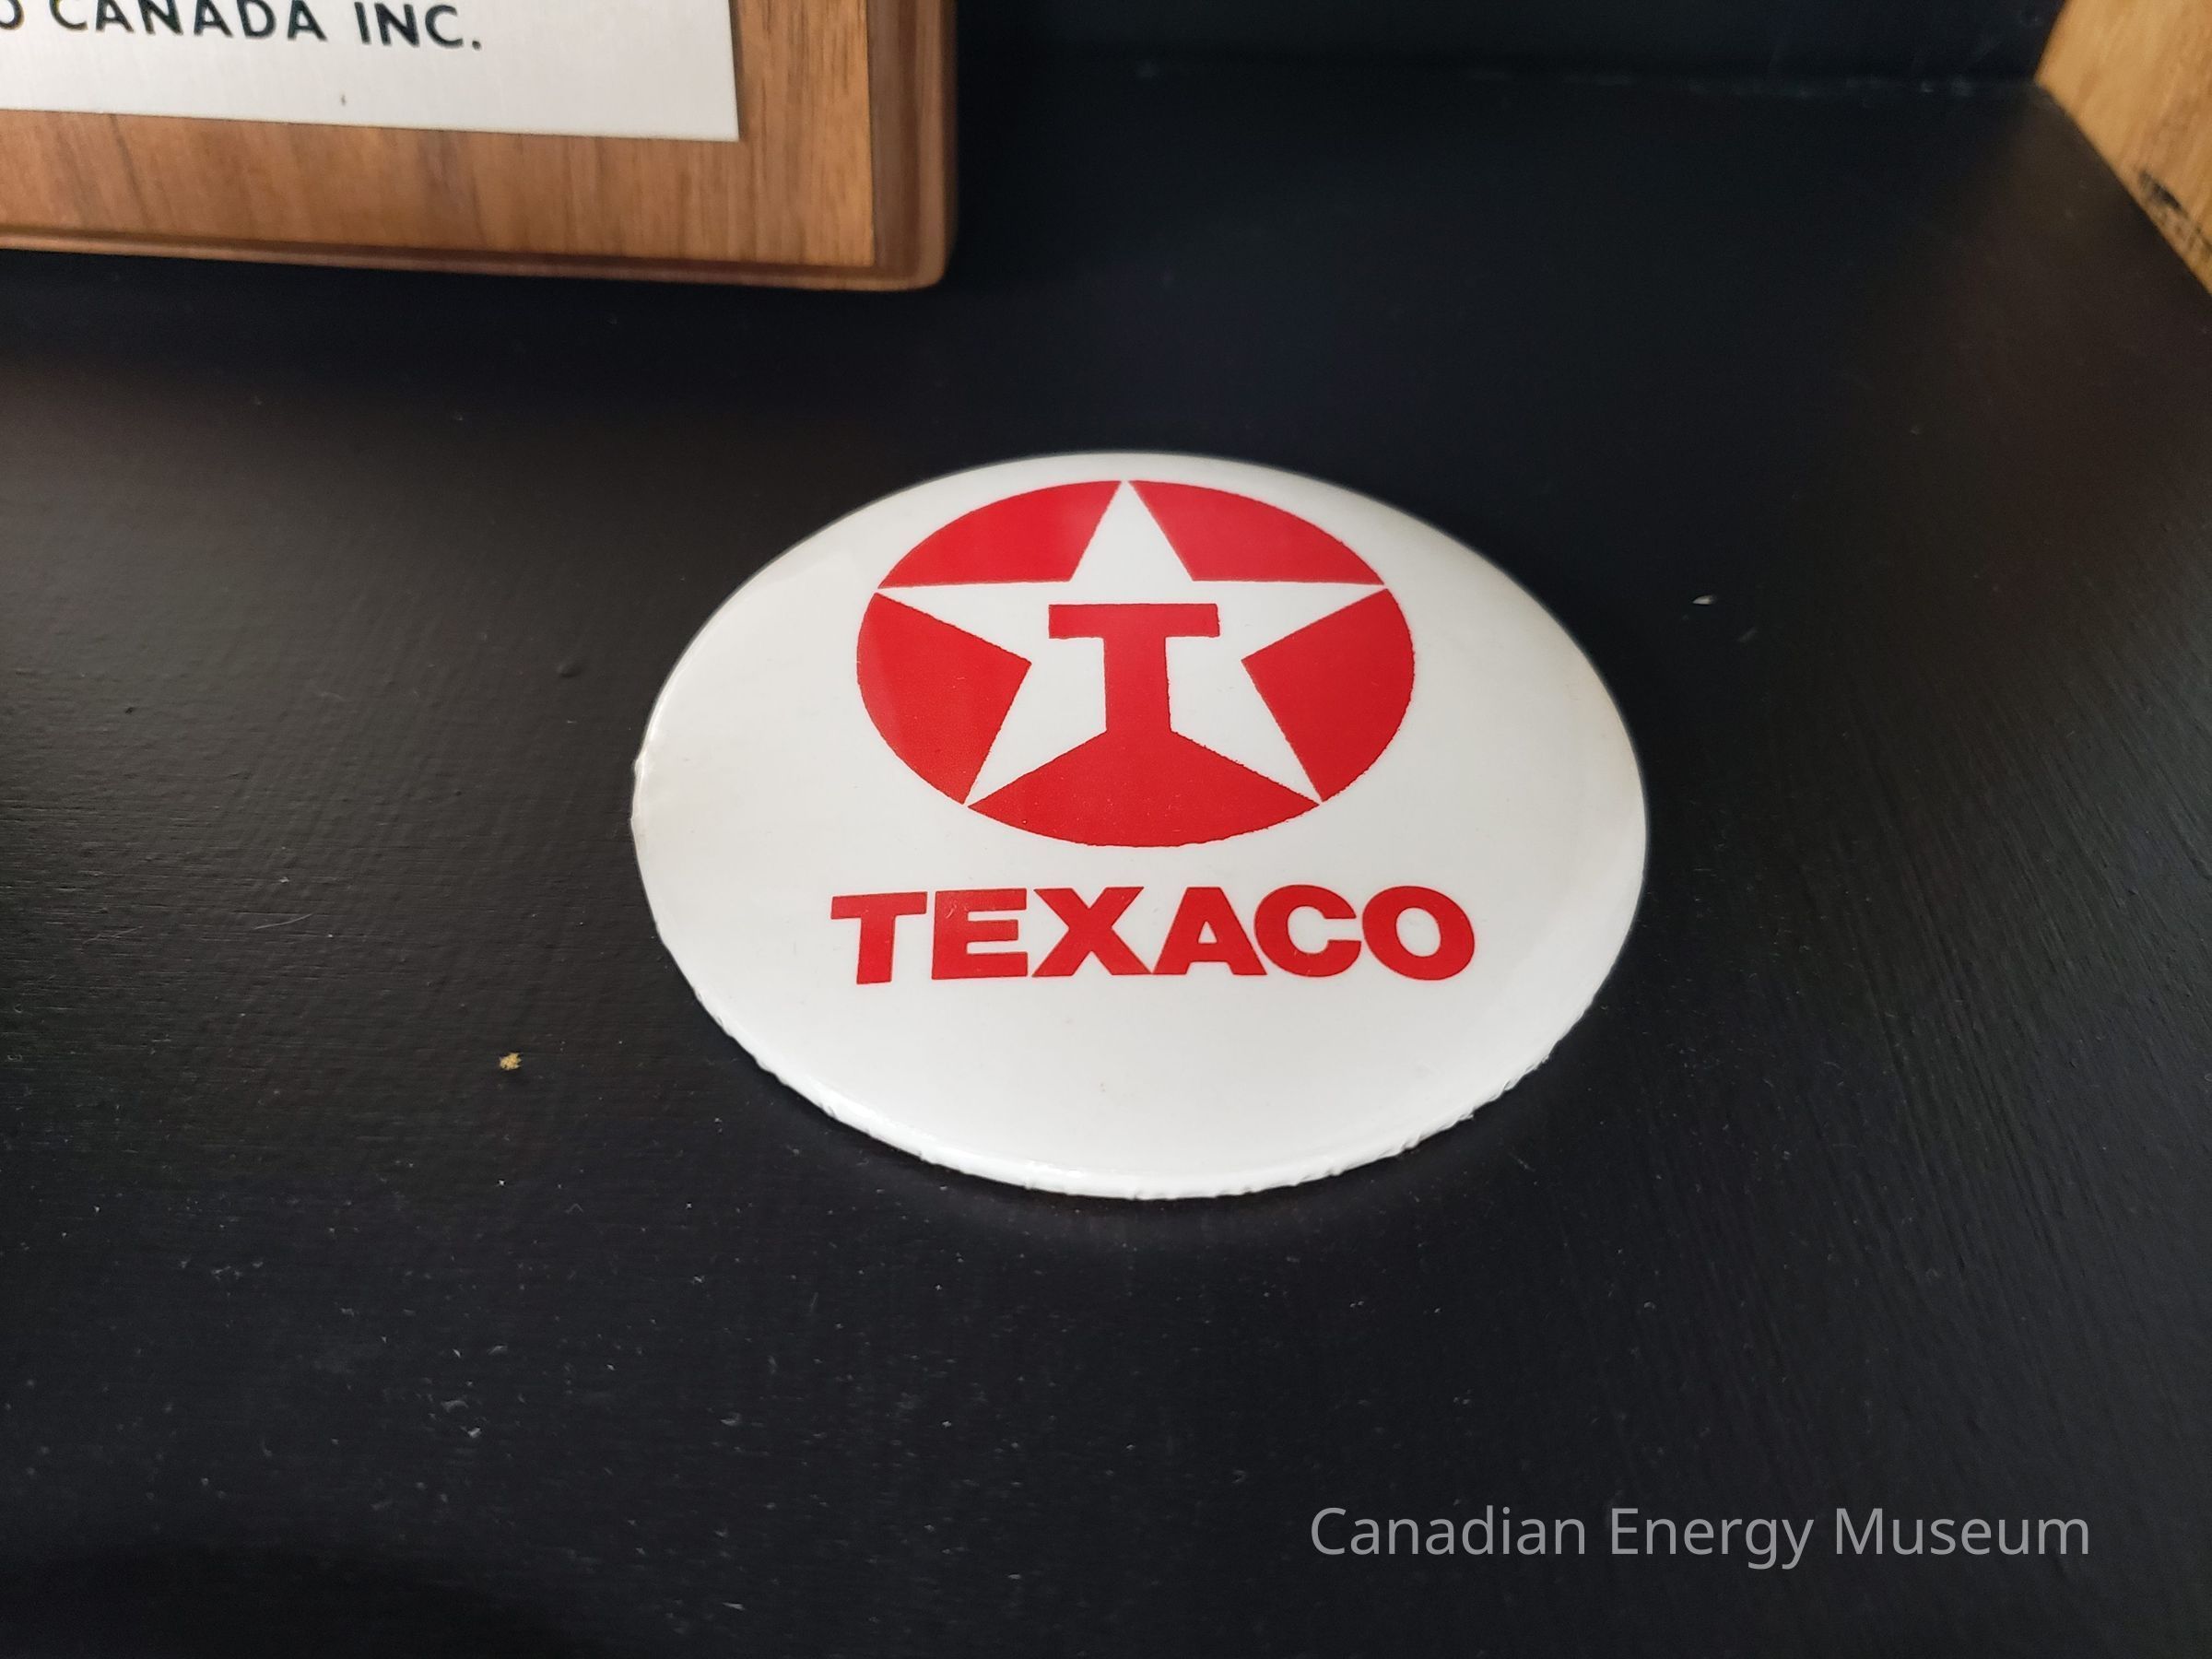 CANADA INC.
T
TEXACO
Canadian Energy Museum